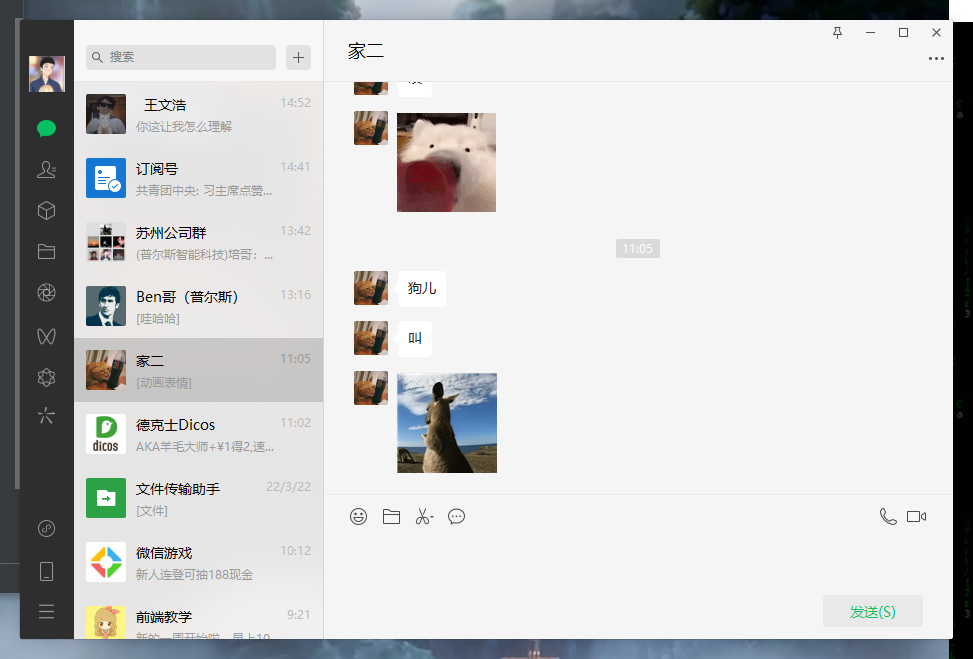 搜索
家二
王文浩
14:52
你这让我怎么理解
订阅号
14:41
共青团中央: 习主席点赞...
苏州公司群
13:42
(普尔斯智能科技)培哥：...
Ben哥（普尔斯）
13:16
[哇哈哈]
家二
11:05
[动画表情]
德克士Dicos
11:02
AKA羊毛大师+¥1得2,速...
dicos
文件传输助手
22/3/22
[文件]
微信游戏
10:12
新人连登可抽188现金
前端教学
9:21
11:05
狗儿
叫
发送(S)